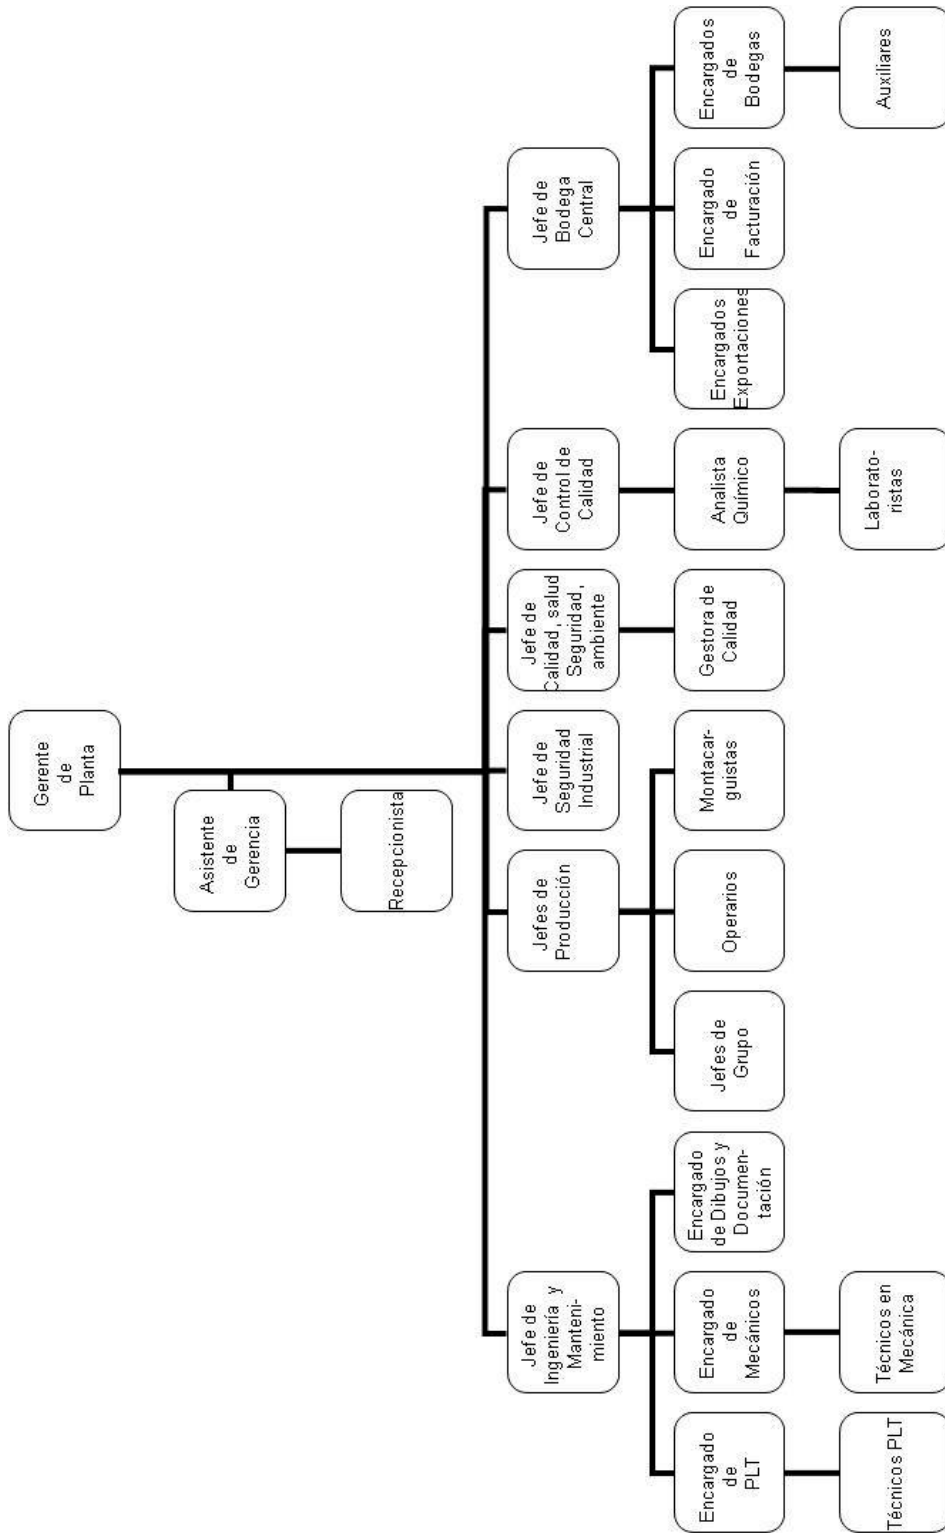 Gerente
de
Planta
Asistente
de
Gerencia
Recepcionista
Jefe de
Ingeniería y
Manteni-
miento
Jefes de
Producción
Jefe de
Seguridad
Industrial
Jefe de
Calidad, salud
Seguridad,
ambiente
Jefe de
Control de
Calidad
Jefe de
Bodega
Central
Encargado
de
PLT
Encargado
de
Mecánicos
Encargado
de Dibujos y
Documen-
tación
Jefes de
Grupo
Operarios
Montacar-
guistas
Gestora de
Calidad
Analista
Químico
Encargados
Exportaciones
Encargado
de
Facturación
Encargados
de
Bodegas
Técnicos PLT
Técnicos en
Mecánica
Laborato-
ristas
Auxiliares